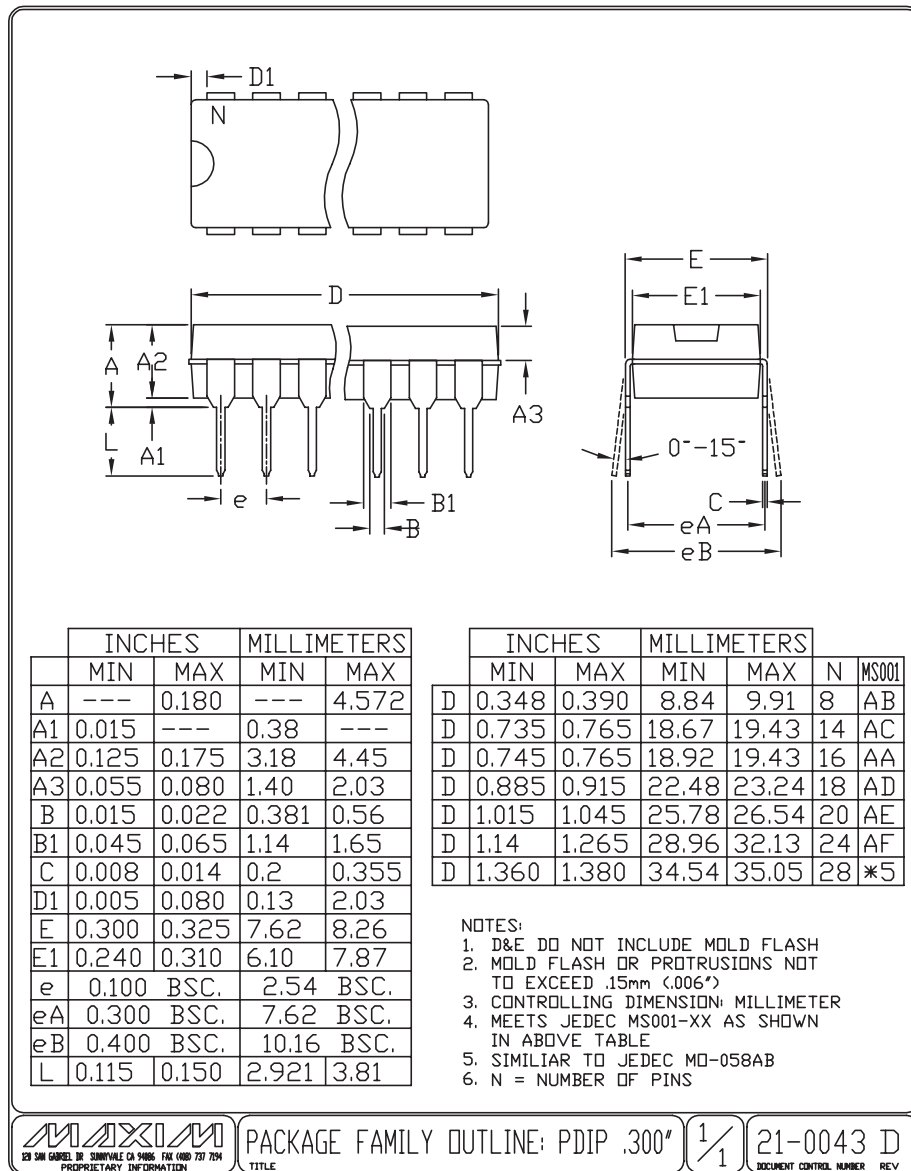 D1
N
D
E
E1
A
A2
A3
L
A1
0°-15°
e
B1
B
C
eA
eB
INCHES MILLIMETERS
MIN MAX MIN MAX
A --- 0.180 --- 4.572
A1 0.015 --- 0.38 ---
A2 0.125 0.175 3.18 4.45
A3 0.055 0.080 1.40 2.03
B 0.015 0.022 0.381 0.56
B1 0.045 0.065 1.14 1.65
C 0.008 0.014 0.2 0.355
D1 0.005 0.080 0.13 2.03
E 0.300 0.325 7.62 8.26
E1 0.240 0.310 6.10 7.87
e 0.100 BSC. 2.54 BSC.
eA 0.300 BSC. 7.62 BSC.
eB 0.400 BSC. 10.16 BSC.
L 0.115 0.150 2.921 3.81
INCHES MILLIMETERS
MIN MAX MIN MAX N MS001
D 0.348 0.390 8.84 9.91 8 AB
D 0.735 0.765 18.67 19.43 14 AC
D 0.745 0.765 18.92 19.43 16 AA
D 0.885 0.915 22.48 23.24 18 AD
D 1.015 1.045 25.78 26.54 20 AE
D 1.14 1.265 28.96 32.13 24 AF
D 1.360 1.380 34.54 35.05 28 *5
NOTES:
1. D&E DO NOT INCLUDE MOLD FLASH
2. MOLD FLASH OR PROTRUSIONS NOT
TO EXCEED .15mm (.006")
3. CONTROLLING DIMENSION: MILLIMETER
4. MEETS JEDEC MS001-XX AS SHOWN
IN ABOVE TABLE
5. SIMILIAR TO JEDEC MO-058AB
6. N = NUMBER OF PINS
MAXIM
120 SAN GABRIEL DR SUNNYVALE CA 94086 FAX (408) 737 7194
PROPRIETARY INFORMATION
PACKAGE FAMILY OUTLINE: PDIP .300"
TITLE
1/1
21-0043 D
DOCUMENT CONTROL NUMBER REV